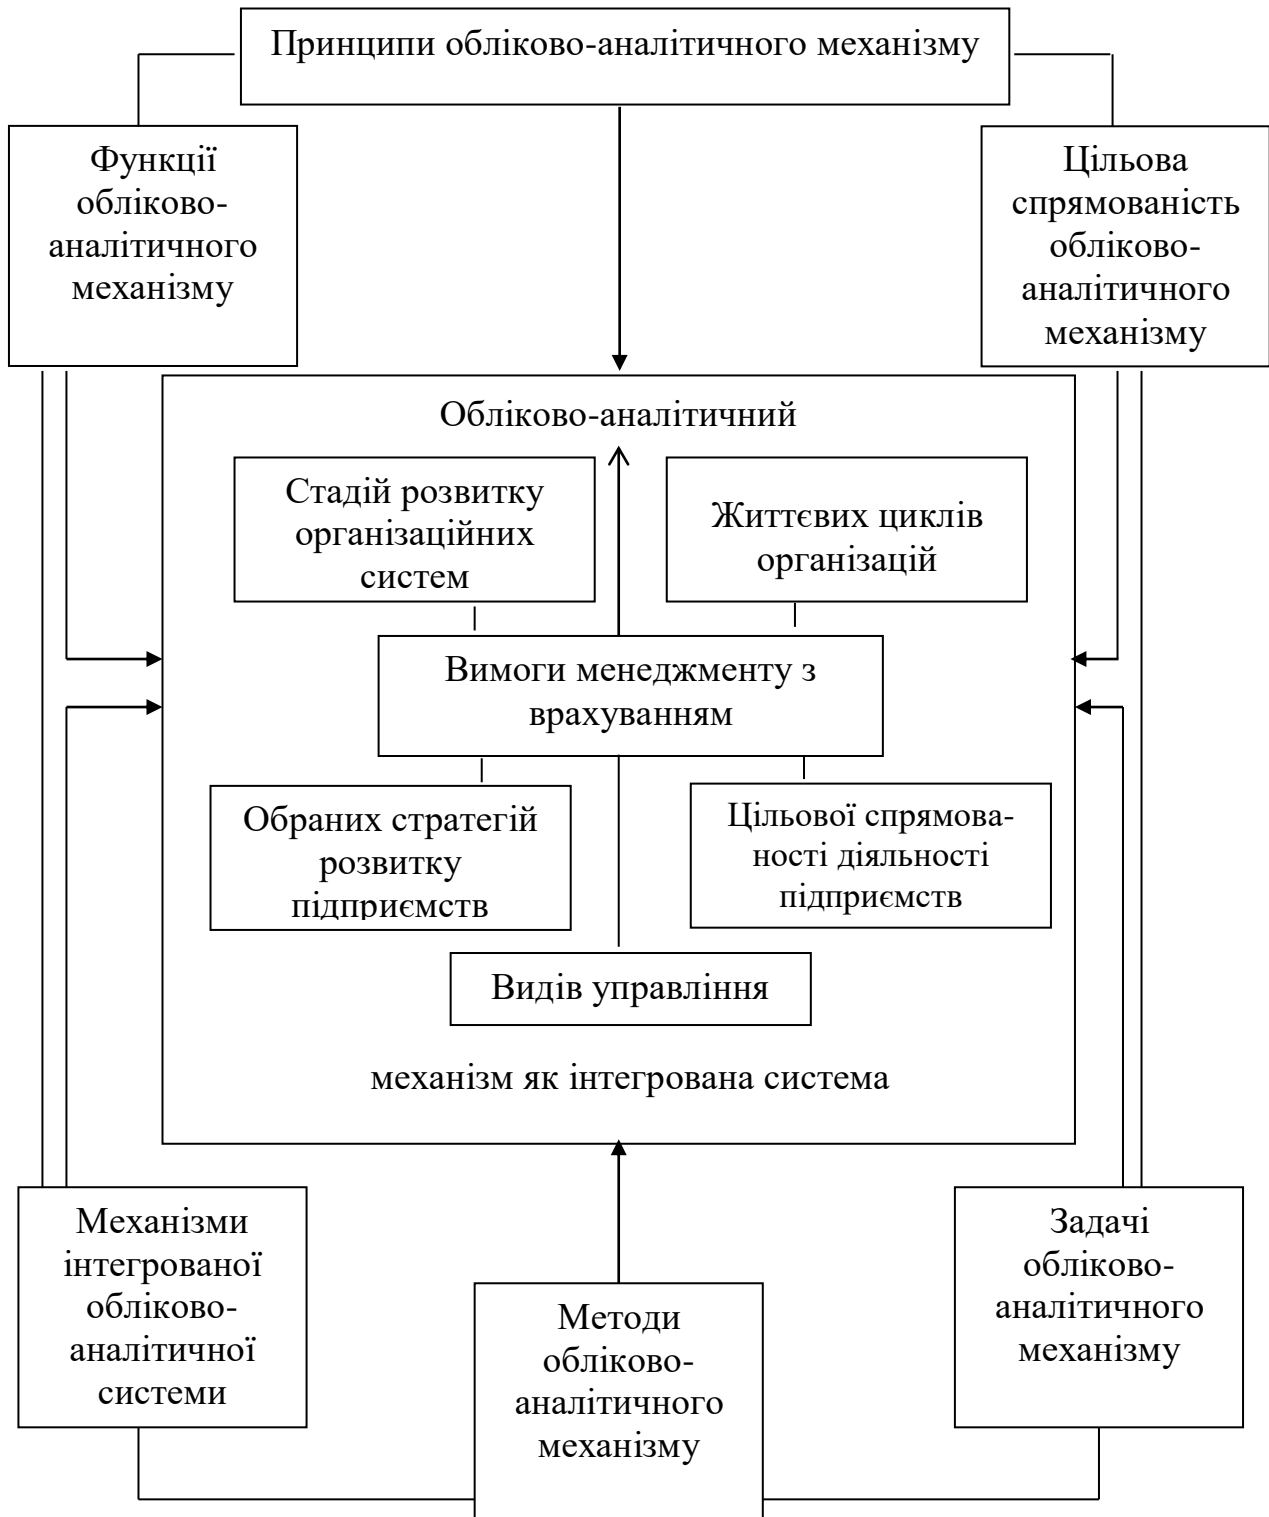 Принципи обліково-аналітичного механізму
Функції
обліково-
аналітичного
механізму
Цільова
спрямованість
обліково-
аналітичного
механізму
Обліково-аналітичний
Стадій розвитку
організаційних
систем
Життєвих циклів
організацій
Вимоги менеджменту з
врахуванням
Обраних стратегій
розвитку
підприємств
Цільової спрямова-
ності діяльності
підприємств
Видів управління
механізм як інтегрована система
Механізми
інтегрованої
обліково-
аналітичної
системи
Методи
обліково-
аналітичного
механізму
Задачі
обліково-
аналітичного
механізму